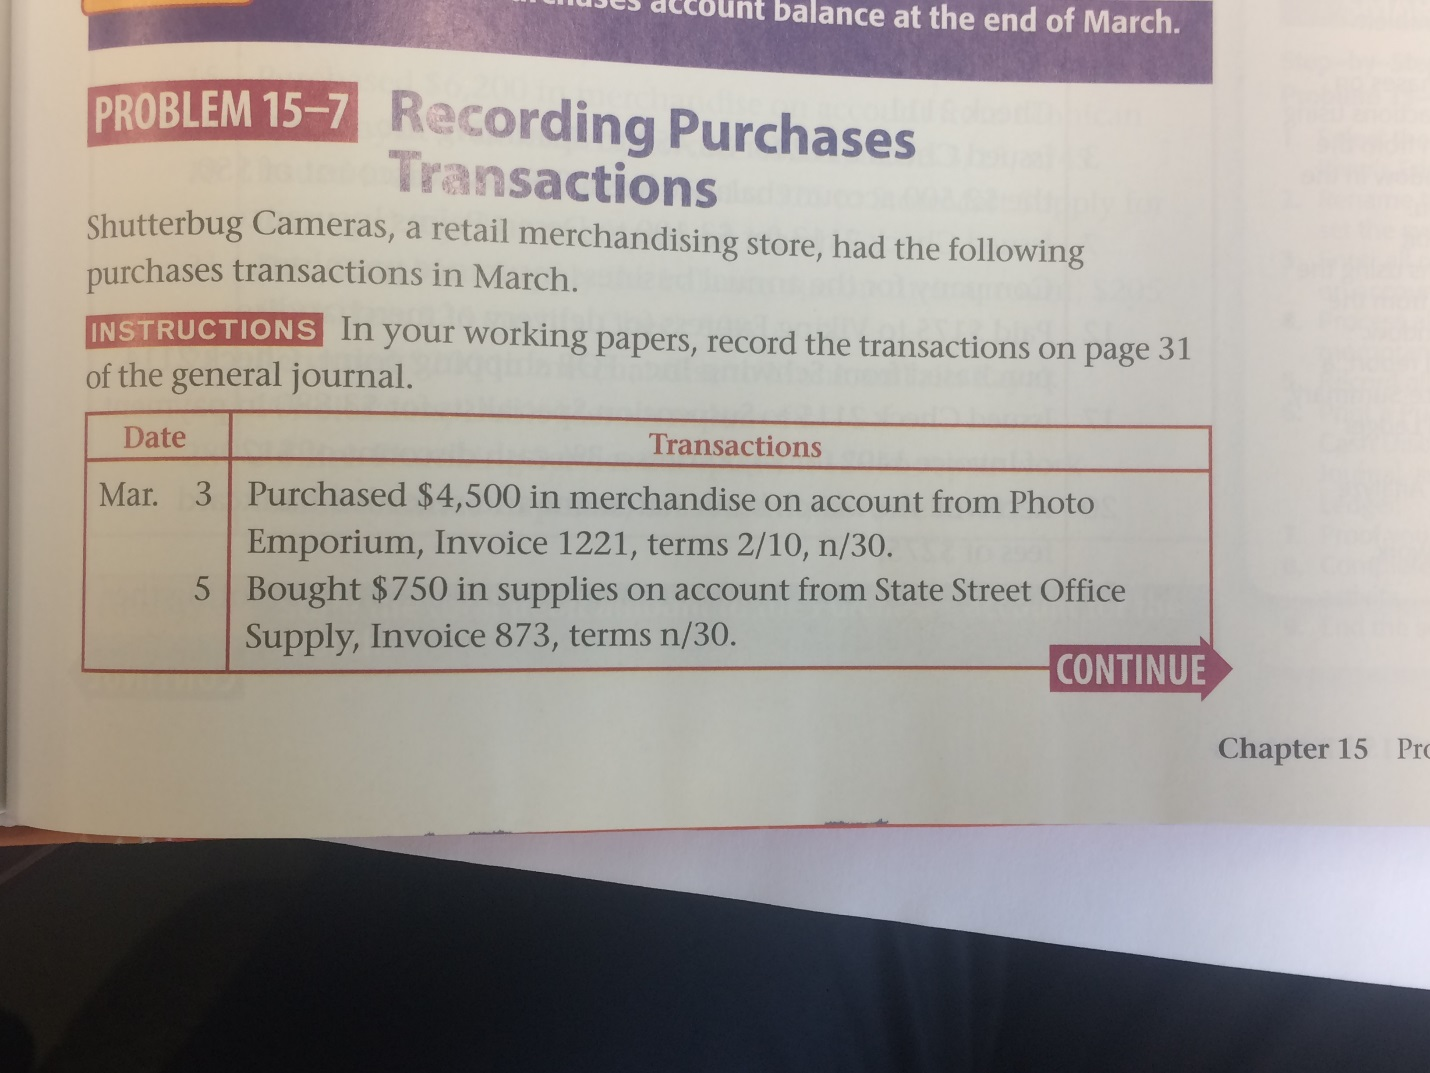 account balance at the end of March.
PROBLEM 15–7 Recording Purchases
Transactions
Shutterbug Cameras, a retail merchandising store, had the following
purchases transactions in March.
INSTRUCTIONS In your working papers, record the transactions on page 31
of the general journal.
Date Transactions
Mar. 3 Purchased $4,500 in merchandise on account from Photo
Emporium, Invoice 1221, terms 2/10, n/30.
5 Bought $750 in supplies on account from State Street Office
Supply, Invoice 873, terms n/30.
CONTINUE
Chapter 15